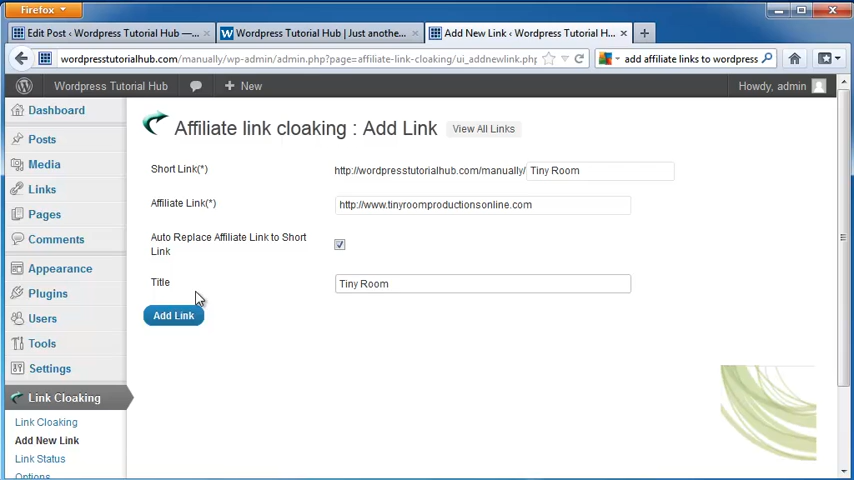 Firefox
Edit Post ‹ Wordpress Tutorial Hub —...
Wordpress Tutorial Hub | Just anothe...
Add New Link ‹ Wordpress Tutorial H...
wordpresstutorialhub.com/manually/wp-admin/admin.php?page=affiliate-link-cloaking/ui_addnewlink.php
add affiliate links to wordpress
Wordpress Tutorial Hub
+ New
Howdy, admin
Dashboard
Posts
Media
Links
Pages
Comments
Appearance
Plugins
Users
Tools
Settings
Link Cloaking
Link Cloaking
Add New Link
Link Status
Options
Affiliate link cloaking : Add Link
View All Links
Short Link(*)
http://wordpresstutorialhub.com/manually/ Tiny Room
Affiliate Link(*)
http://www.tinyroomproductionsonline.com
Auto Replace Affiliate Link to Short
Link
Title
Tiny Room
Add Link